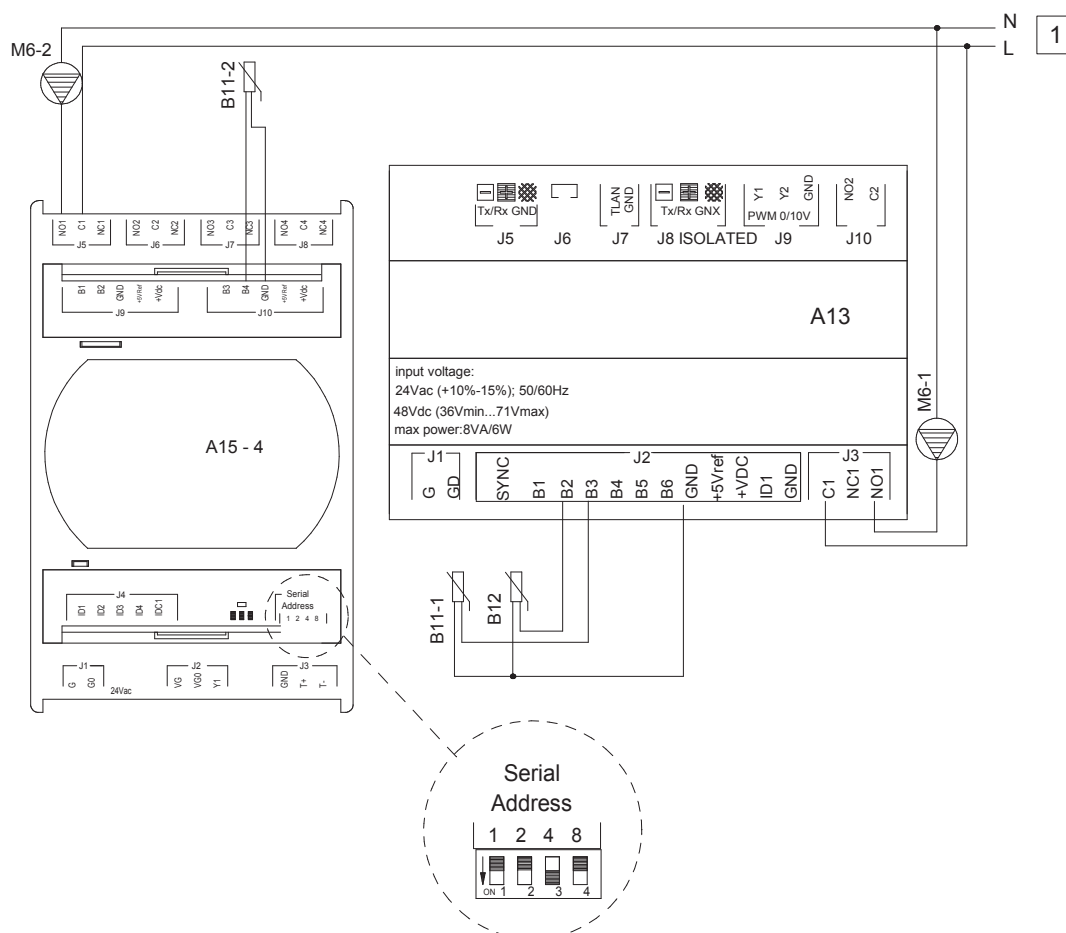 N
L
1
M6-2
B11-2
NO1 C1 NC1
J5
NO2 C2 NC2
J6
NO3 C3 NC3
J7
NO4 C4 NC4
J8
B1 B2 GND +5VRef +Vdc
J9
B3 B4 GND +5VRef +Vdc
J10
A15 - 4
J4
ID1 ID2 ID3 ID4 IDC1
Serial
Address
1 2 4 8
J1
G G0
24Vac
J2
VG VG0 Y1
J3
GND T+ T-
Tx/Rx GND
J5
J6
TLAN
GND
J7
Tx/Rx GNX
J8 ISOLATED
Y1 Y2 GND
PWM 0/10V
J9
NO2 C2
J10
A13
input voltage:
24Vac (+10%-15%); 50/60Hz
48Vdc (36Vmin...71Vmax)
max power:8VA/6W
J1
G GD
J2
SYNC B1 B2 B3 B4 B5 B6 GND +5Vref +VDC ID1 GND
J3
C1 NC1 NO1
M6-1
B11-1
B12
Serial
Address
1 2 4 8
ON 1 2 3 4